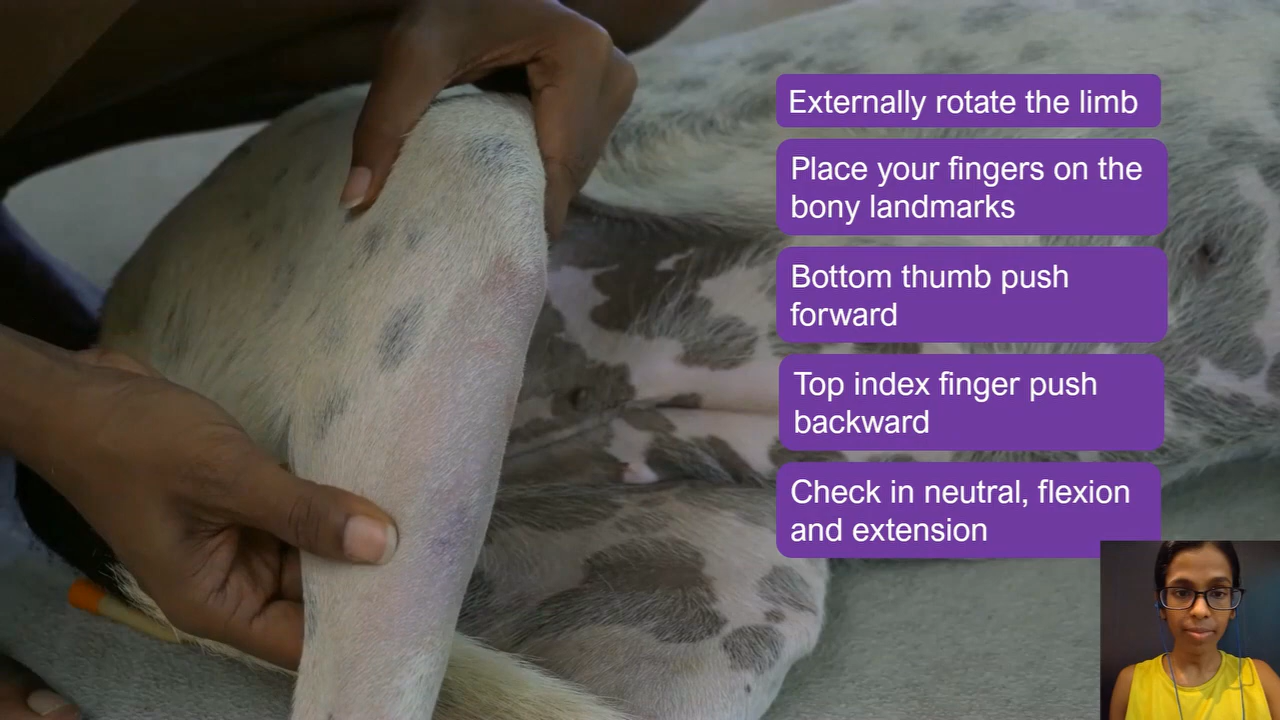 Externally rotate the limb
Place your fingers on the
bony landmarks
Bottom thumb push
forward
Top index finger push
backward
Check in neutral, flexion
and extension